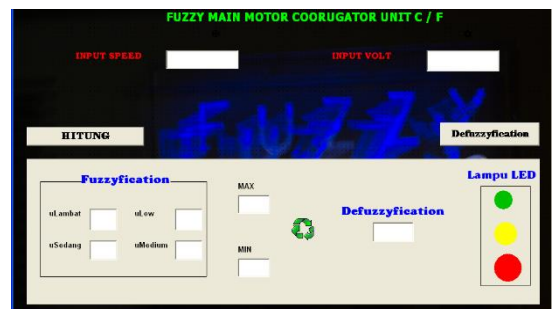 FUZZY MAIN MOTOR COORUGATOR UNIT C / F
INPUT SPEED
INPUT VOLT
FUZZY
HITUNG
Defuzzyfication
Fuzzyfication
uLambat
uLow
uSedang
uMedium
MAX
MIN
Defuzzyfication
Lampu LED